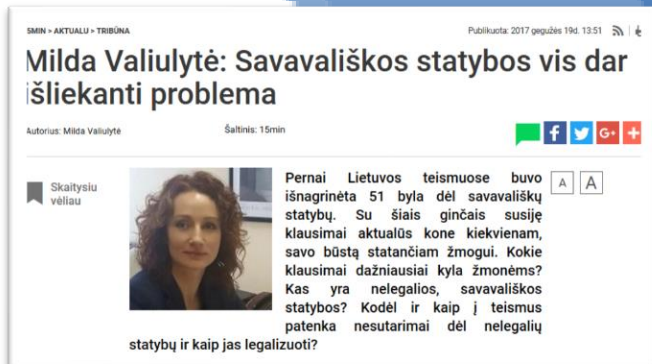 5MIN > AKTUALU > TRIBŪNA
Publikuota: 2017 gegužės 19d. 13:51
Milda Valiulytė: Savavališkos statybos vis dar
išliekanti problema
Autorius: Milda Valiulytė
Šaltinis: 15min
f G+ +
Skaitysiu
vėliau
Pernai Lietuvos teismuose buvo
išnagrinėta 51 byla dėl savavališkų
statybų. Su šiais ginčais susiję
klausimai aktualūs kone kiekvienam,
savo būstą statančiam žmogui. Kokie
klausimai dažniausiai kyla žmonėms?
Kas yra nelegalios, savavališkos
statybos? Kodėl ir kaip į teismus
patenka nesutarimai dėl nelegalių
statybų ir kaip jas legalizuoti?
A A